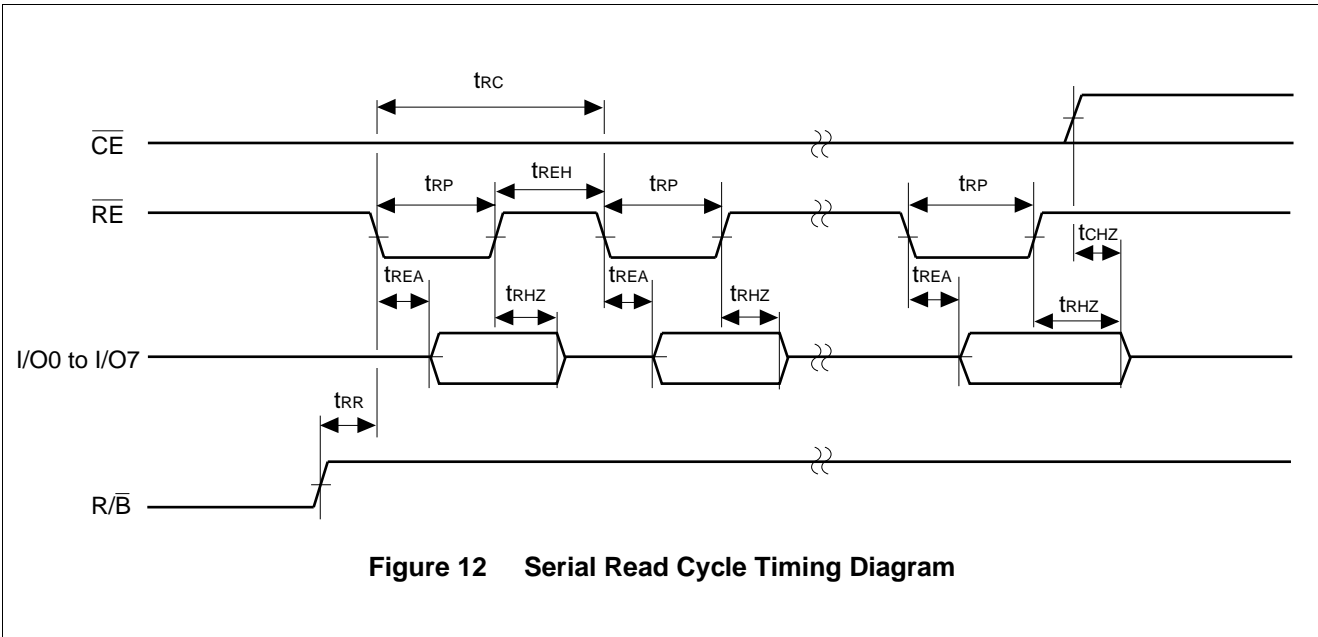 tRC
CE
tRP tREH tRP tRP
RE
tCHZ
tREA tREA tREA
tRHZ tRHZ tRHZ
I/O0 to I/O7
tRR
R/B
Figure 12 Serial Read Cycle Timing Diagram